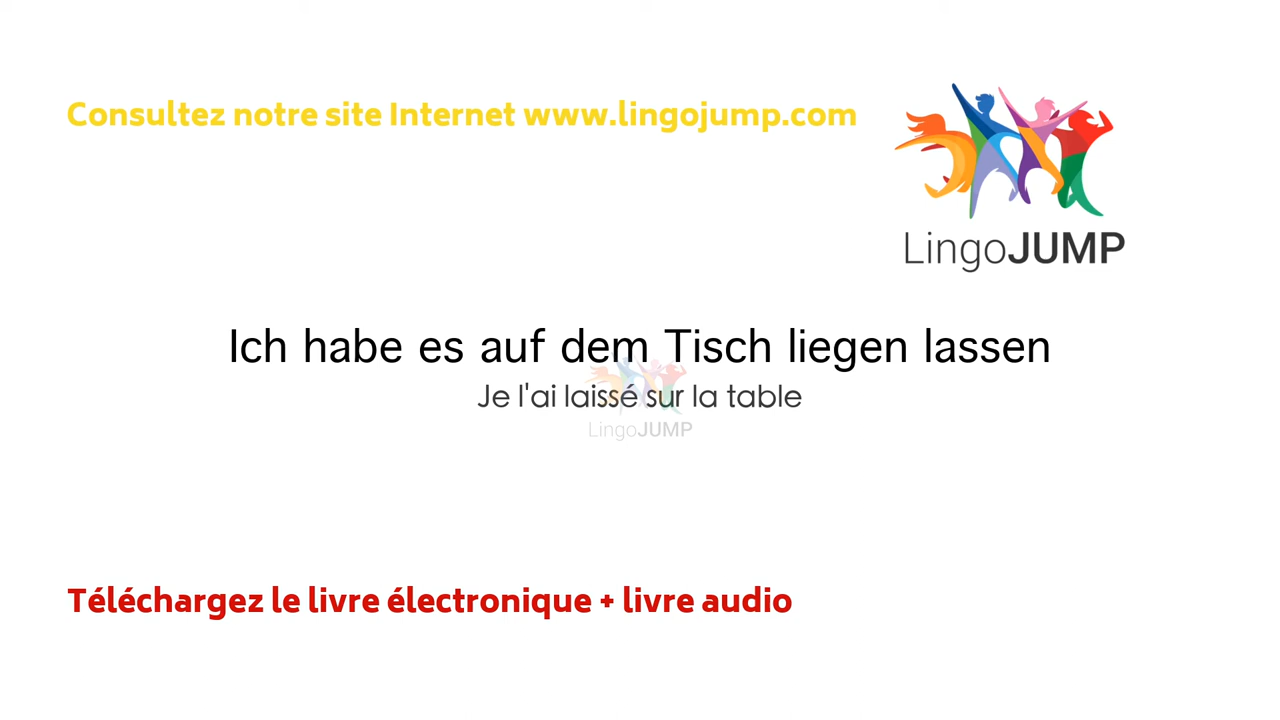 Consultez notre site Internet www.lingojump.com
LingoJUMP
Ich habe es auf dem Tisch liegen lassen
Je l'ai laissé sur la table
LingoJUMP
Téléchargez le livre électronique + livre audio